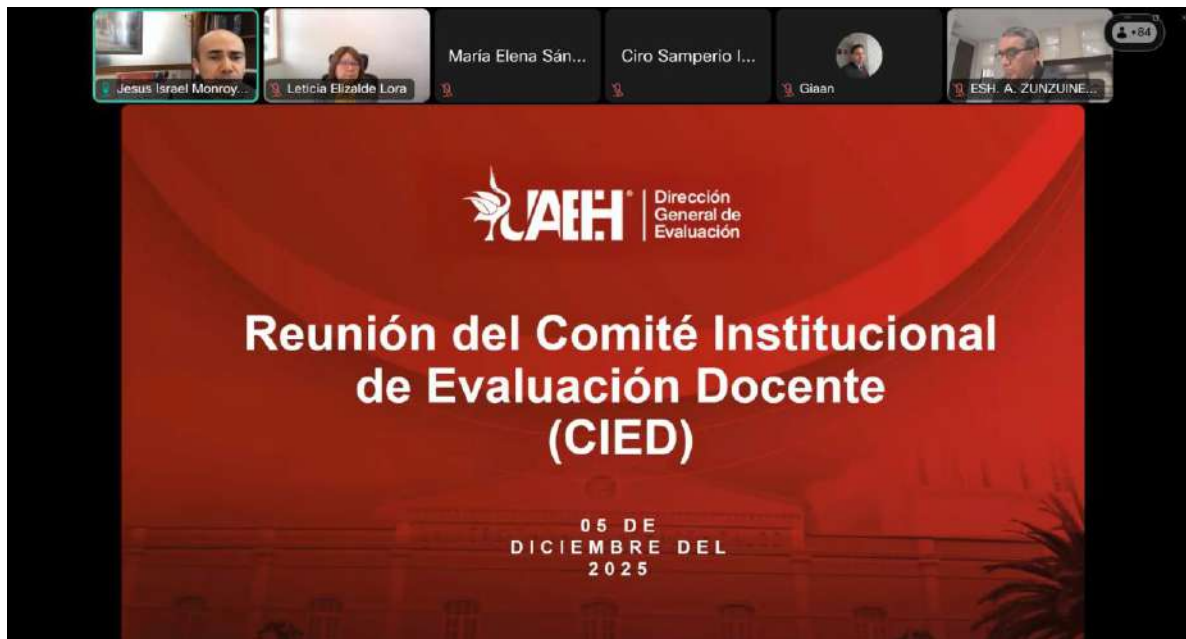 Jesus Israel Monroy...
Leticia Elizalde Lora
María Elena Sán...
Ciro Samperio I...
Giaan
ESH. A. ZUNZUINE...
+84
UAEH®
Dirección
General de
Evaluación
Reunión del Comité Institucional
de Evaluación Docente
(CIED)
05 DE
DICIEMBRE DEL
2025